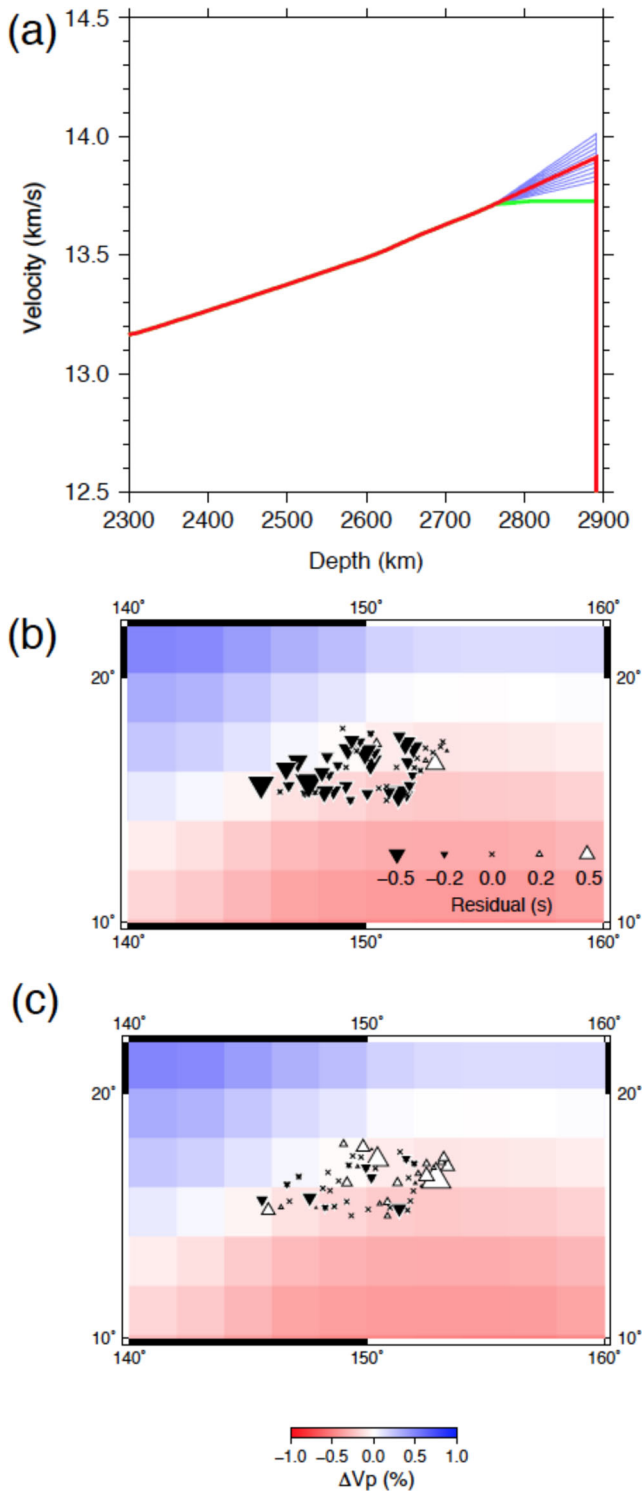 (a)
14.5
14.0
13.5
13.0
12.5
Velocity (km/s)
2300 2400 2500 2600 2700 2800 2900
Depth (km)
(b)
140° 150° 160°
20° 20°
10° 10°
−0.5 −0.2 0.0 0.2 0.5
Residual (s)
140° 150° 160°
(c)
140° 150° 160°
20° 20°
10° 10°
140° 150° 160°
−1.0 −0.5 0.0 0.5 1.0
ΔVp (%)